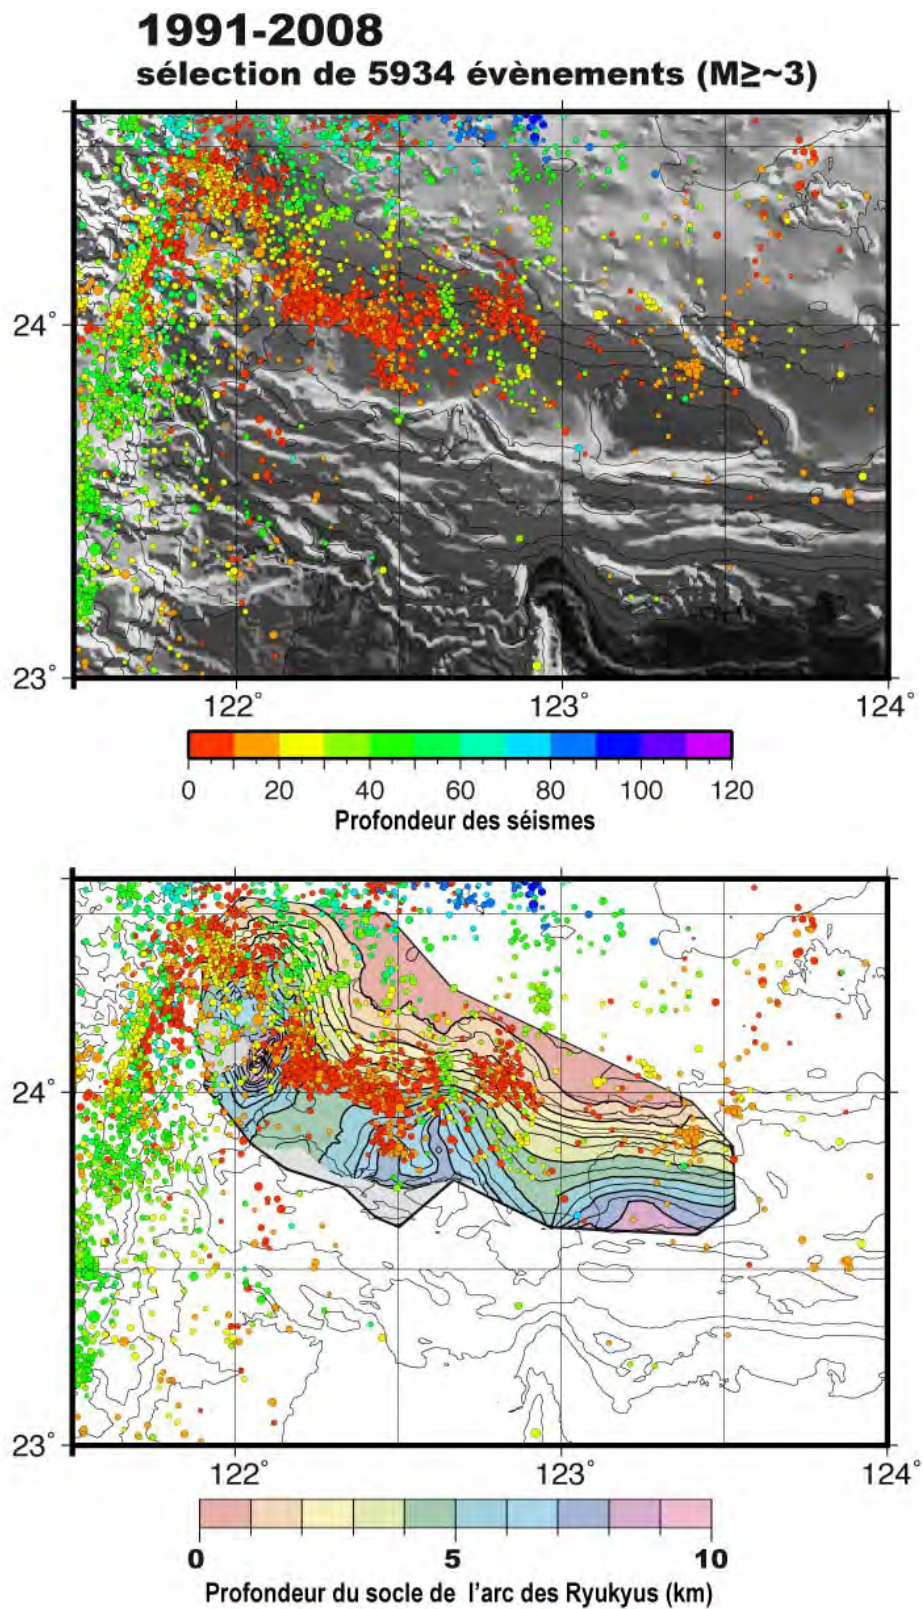 1991-2008
sélection de 5934 évènements (M≥~3)
24°
23°
122° 123° 124°
0 20 40 60 80 100 120
Profondeur des séismes
24°
23°
122° 123° 124°
0 5 10
Profondeur du socle de l'arc des Ryukyus (km)